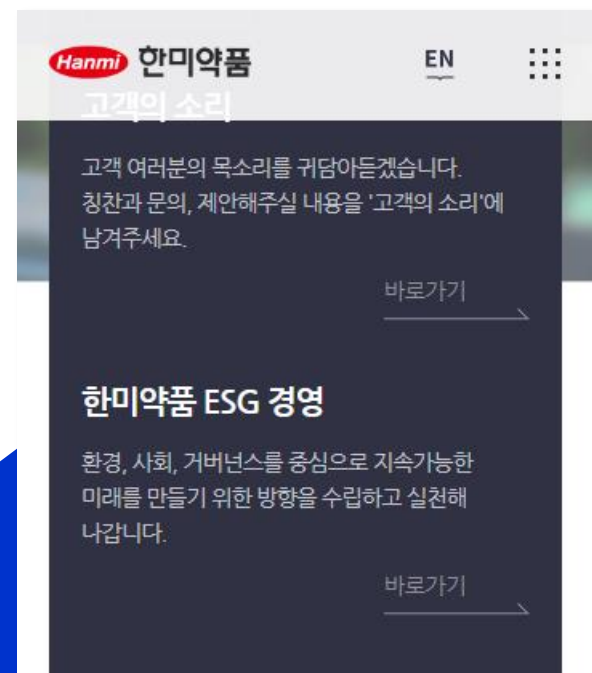 Hanmi 한미약품
EN
고객의 소리
고객 여러분의 목소리를 귀담아듣겠습니다.
칭찬과 문의, 제안해주실 내용을 '고객의 소리'에
남겨주세요.
바로가기
한미약품 ESG 경영
환경, 사회, 거버넌스를 중심으로 지속가능한
미래를 만들기 위한 방향을 수립하고 실천해
나갑니다.
바로가기